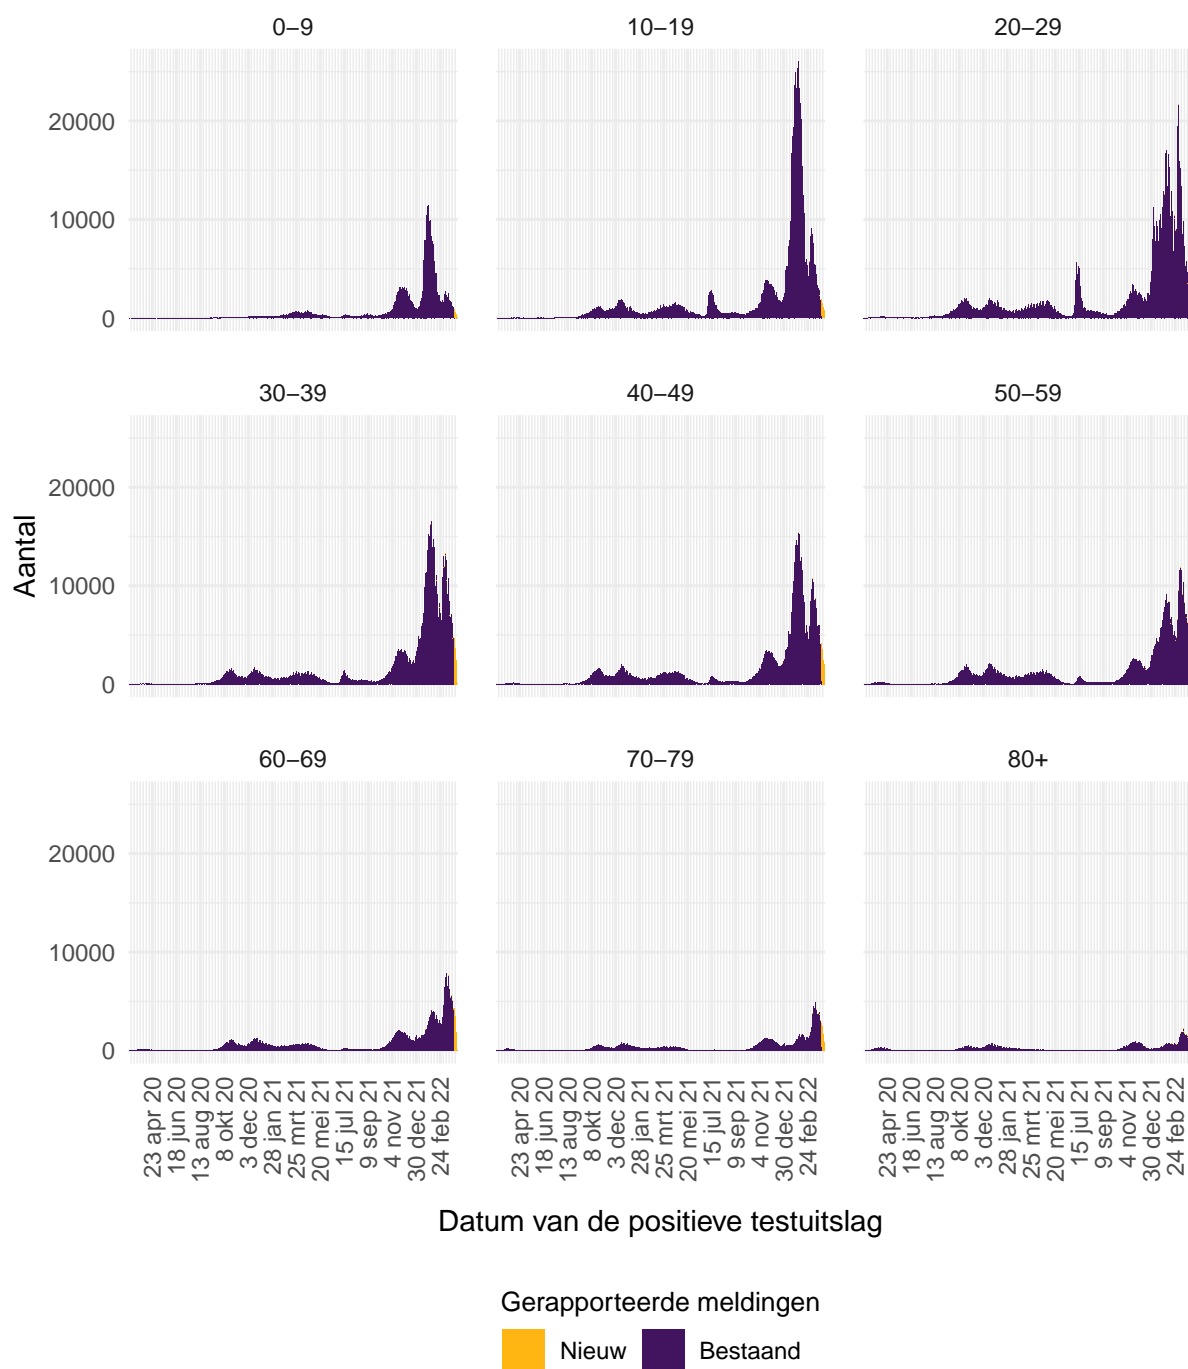 0–9 10–19 20–29
20000
10000
0
30–39 40–49 50–59
20000
10000
0
Aantal
60–69 70–79 80+
20000
10000
0
23 apr 20
18 jun 20
13 aug 20
8 okt 20
3 dec 20
28 jan 21
25 mrt 21
20 mei 21
15 jul 21
9 sep 21
4 nov 21
30 dec 21
24 feb 22
23 apr 20
18 jun 20
13 aug 20
8 okt 20
3 dec 20
28 jan 21
25 mrt 21
20 mei 21
15 jul 21
9 sep 21
4 nov 21
30 dec 21
24 feb 22
23 apr 20
18 jun 20
13 aug 20
8 okt 20
3 dec 20
28 jan 21
25 mrt 21
20 mei 21
15 jul 21
9 sep 21
4 nov 21
30 dec 21
24 feb 22
Datum van de positieve testuitslag
Gerapporteerde meldingen
Nieuw Bestaand